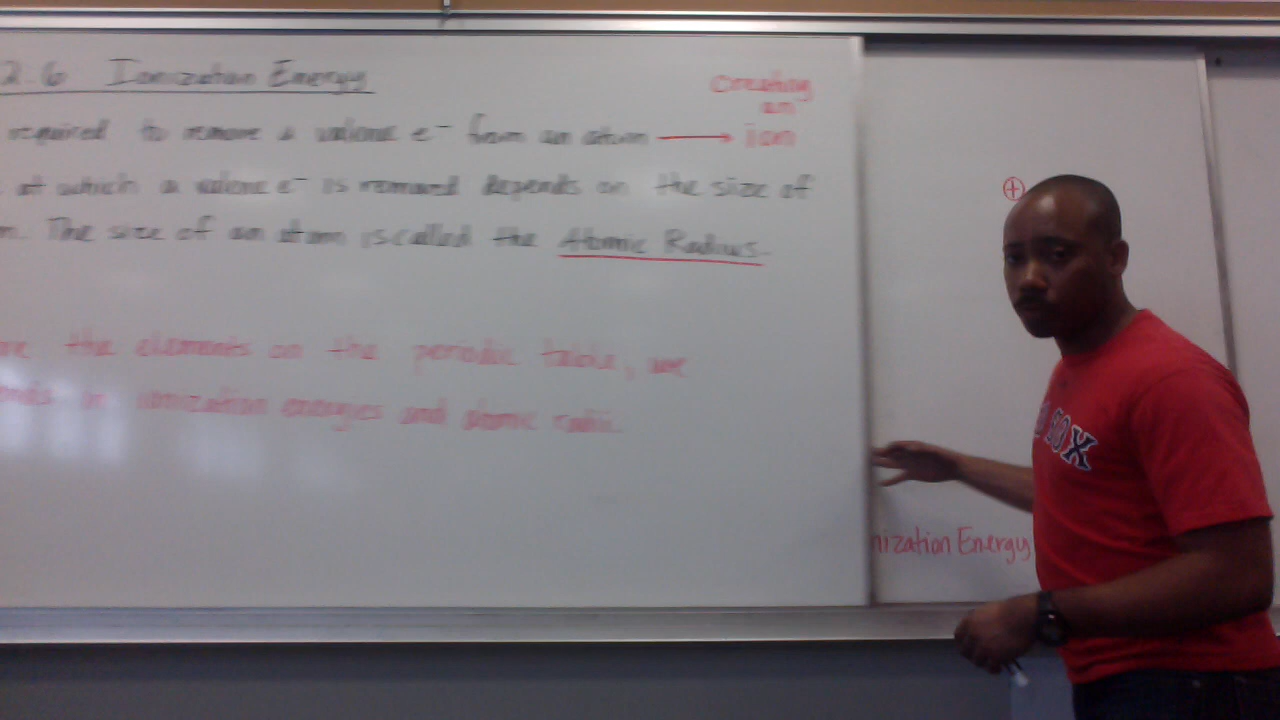 2.6 Ionization Energy
Creating
an
required to remove a valence e⁻ from an atom → ion
at which a valence e⁻ is removed depends on the size of
m. The size of an atom is called the Atomic Radius.
the elements on the periodic table, we
in ionization energies and atomic radii.
⊕
SOX
nization Energy